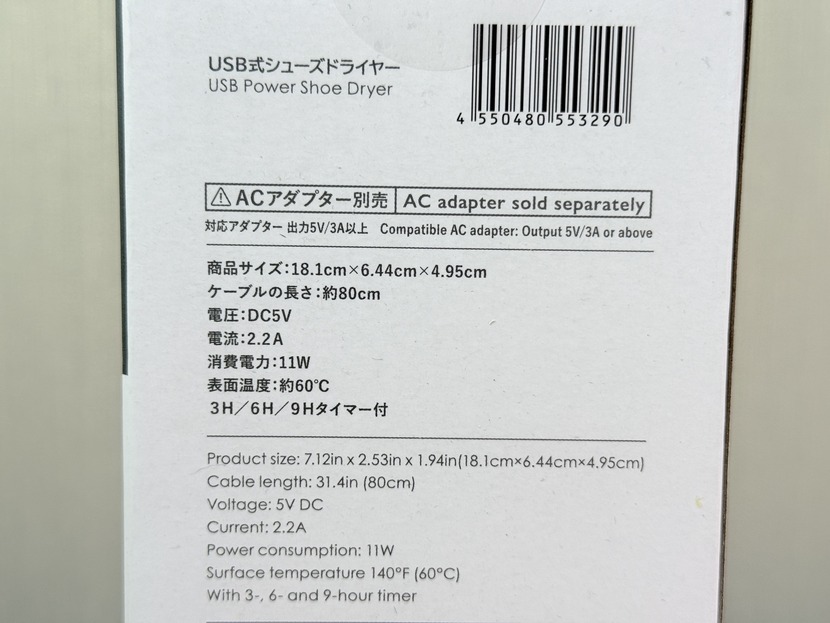 USB式シューズドライヤー
USB Power Shoe Dryer
4 550480 553290
⚠ACアダプター別売 AC adapter sold separately
対応アダプター 出力5V/3A以上 Compatible AC adapter: Output 5V/3A or above
商品サイズ：18.1cm×6.44cm×4.95cm
ケーブルの長さ：約80cm
電圧：DC5V
電流：2.2A
消費電力：11W
表面温度：約60℃
3H／6H／9Hタイマー付
Product size: 7.12in x 2.53in x 1.94in(18.1cm×6.44cm×4.95cm)
Cable length: 31.4in (80cm)
Voltage: 5V DC
Current: 2.2A
Power consumption: 11W
Surface temperature 140°F (60°C)
With 3-, 6- and 9-hour timer